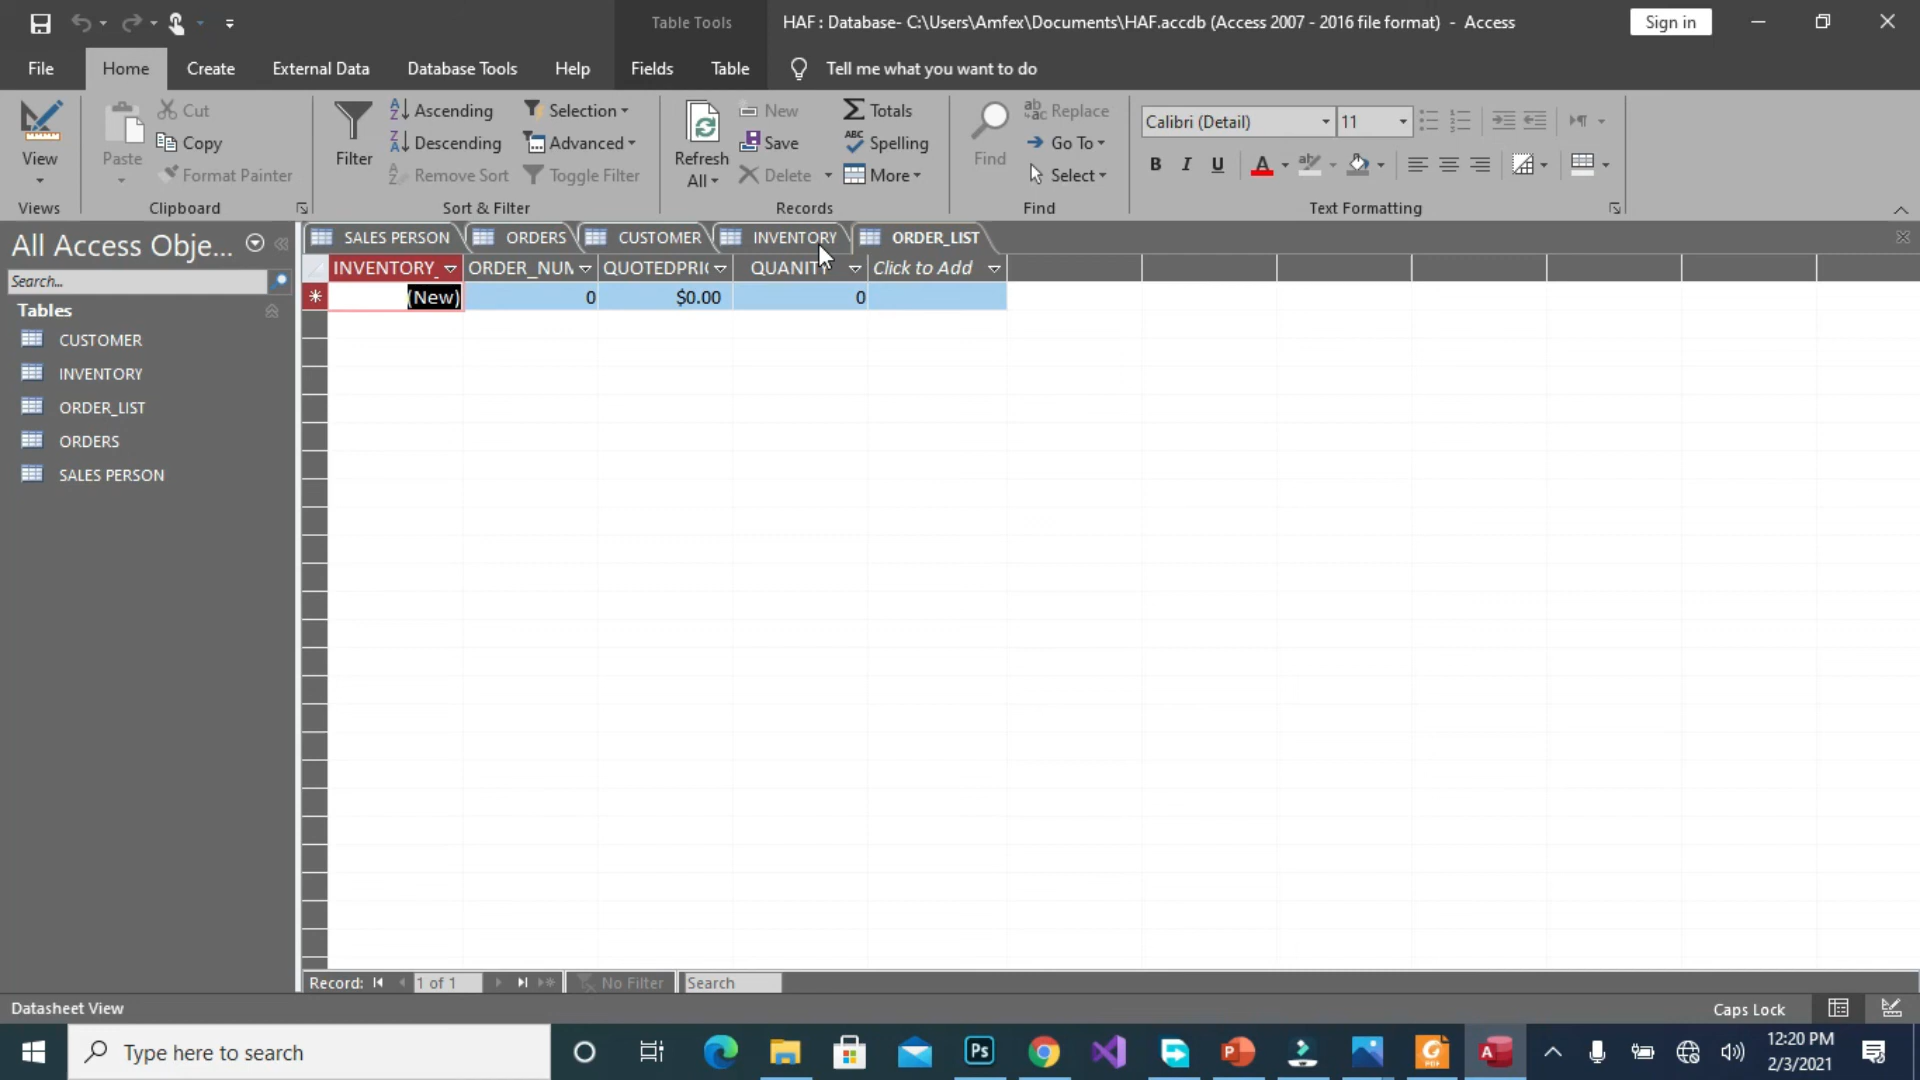 Table Tools
HAF : Database- C:\Users\Amfex\Documents\HAF.accdb (Access 2007 - 2016 file format) - Access
Sign in
File Home Create External Data Database Tools Help Fields Table Tell me what you want to do
View
Views
Paste
Cut
Copy
Format Painter
Clipboard
Filter
Ascending
Descending
Remove Sort
Selection
Advanced
Toggle Filter
Sort & Filter
Refresh
All
New
Save
Delete
Totals
Spelling
More
Records
Find
Replace
Go To
Select
Find
Calibri (Detail) 11
B I U A
Text Formatting
All Access Obje...
Search...
Tables
CUSTOMER
INVENTORY
ORDER_LIST
ORDERS
SALES PERSON
SALES PERSON ORDERS CUSTOMER INVENTORY ORDER_LIST
INVENTORY_ ORDER_NUM QUOTEDPRIC QUANITY Click to Add
(New) 0 $0.00 0
Record: 1 of 1 No Filter Search
Datasheet View
Caps Lock
Type here to search
Ps
12:20 PM
2/3/2021